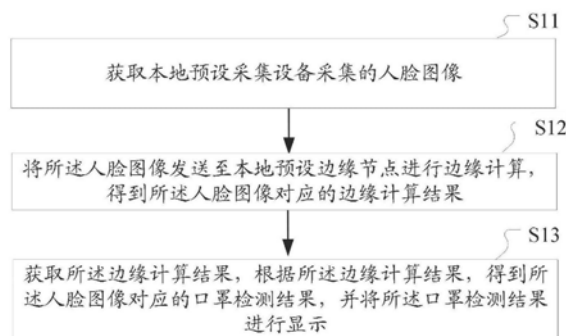 S11
获取本地预设采集设备采集的人脸图像
S12
将所述人脸图像发送至本地预设边缘节点进行边缘计算，
得到所述人脸图像对应的边缘计算结果
S13
获取所述边缘计算结果，根据所述边缘计算结果，得到所
述人脸图像对应的口罩检测结果，并将所述口罩检测结果
进行显示